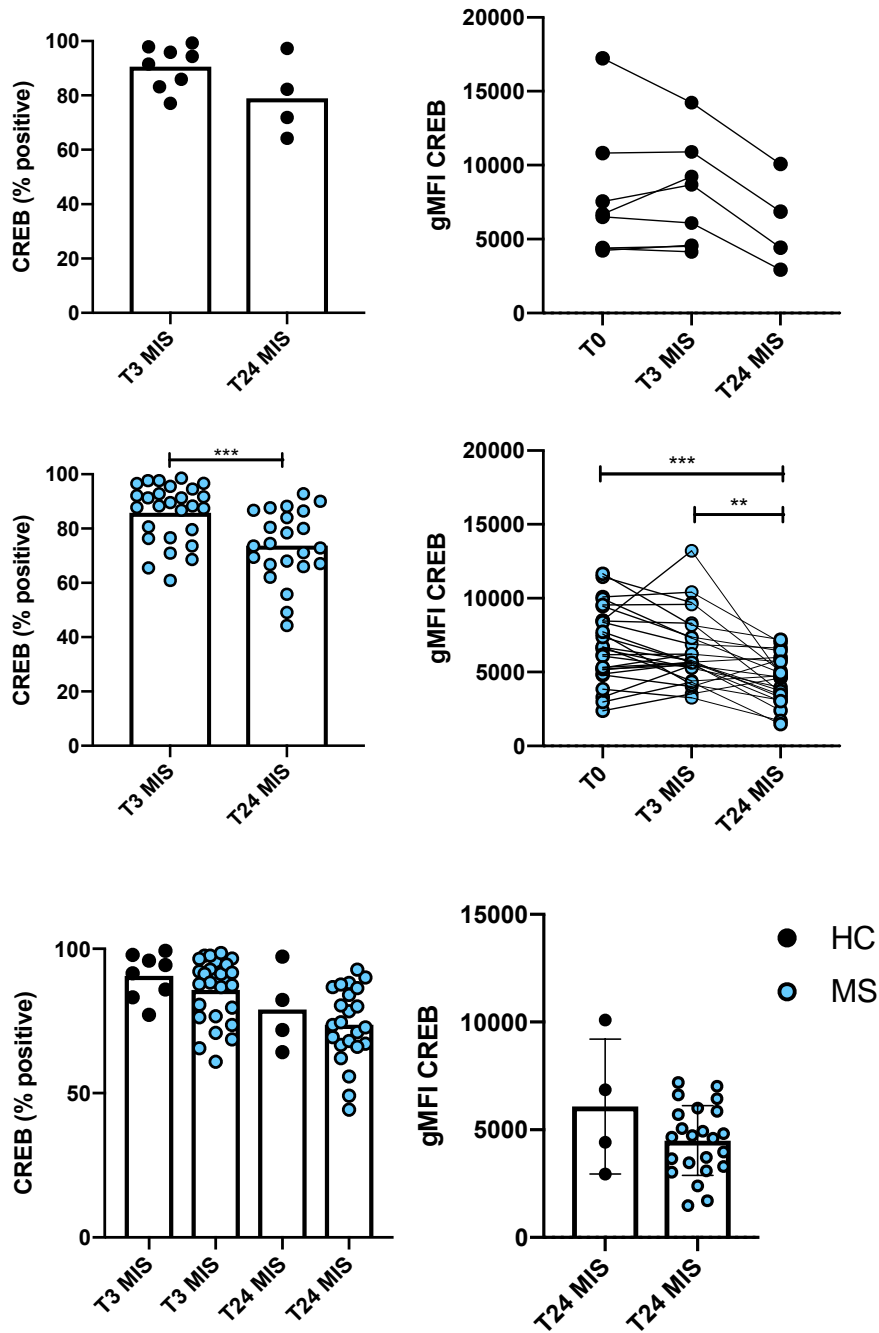 CREB (% positive)
100
80
60
40
20
0
T3 MIS
T24 MIS
gMFI CREB
20000
15000
10000
5000
0
T0
T3 MIS
T24 MIS
CREB (% positive)
100
80
60
40
20
0
***
T3 MIS
T24 MIS
gMFI CREB
20000
15000
10000
5000
0
***
**
T0
T3 MIS
T24 MIS
CREB (% positive)
100
50
0
T3 MIS
T3 MIS
T24 MIS
T24 MIS
gMFI CREB
15000
10000
5000
0
T24 MIS
T24 MIS
HC
MS